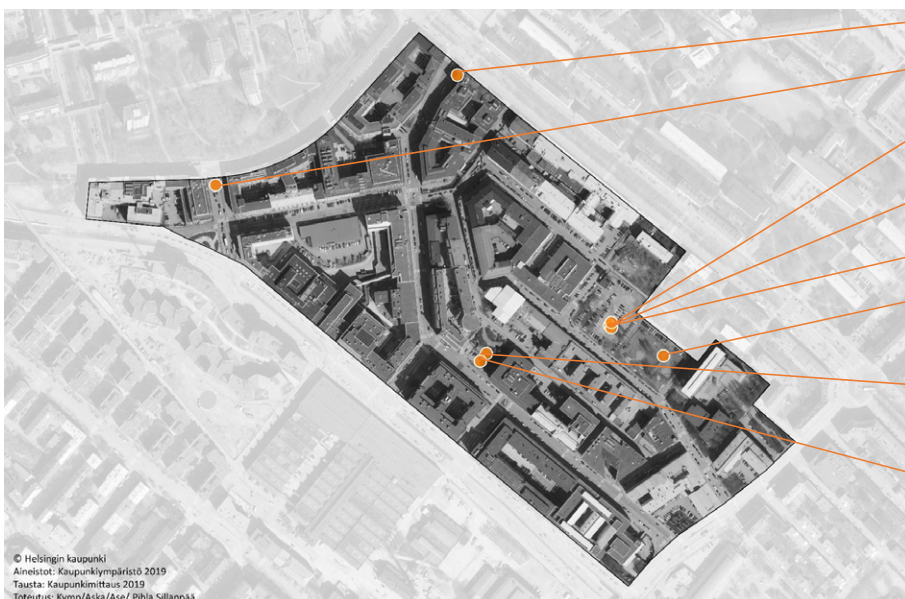 © Helsingin kaupunki
Aineistot: Kaupunkiympäristö 2019
Tausta: Kaupunkimittaus 2019
Toteutus: Kymp/Aska/Ase/ Pihla Sillanpää